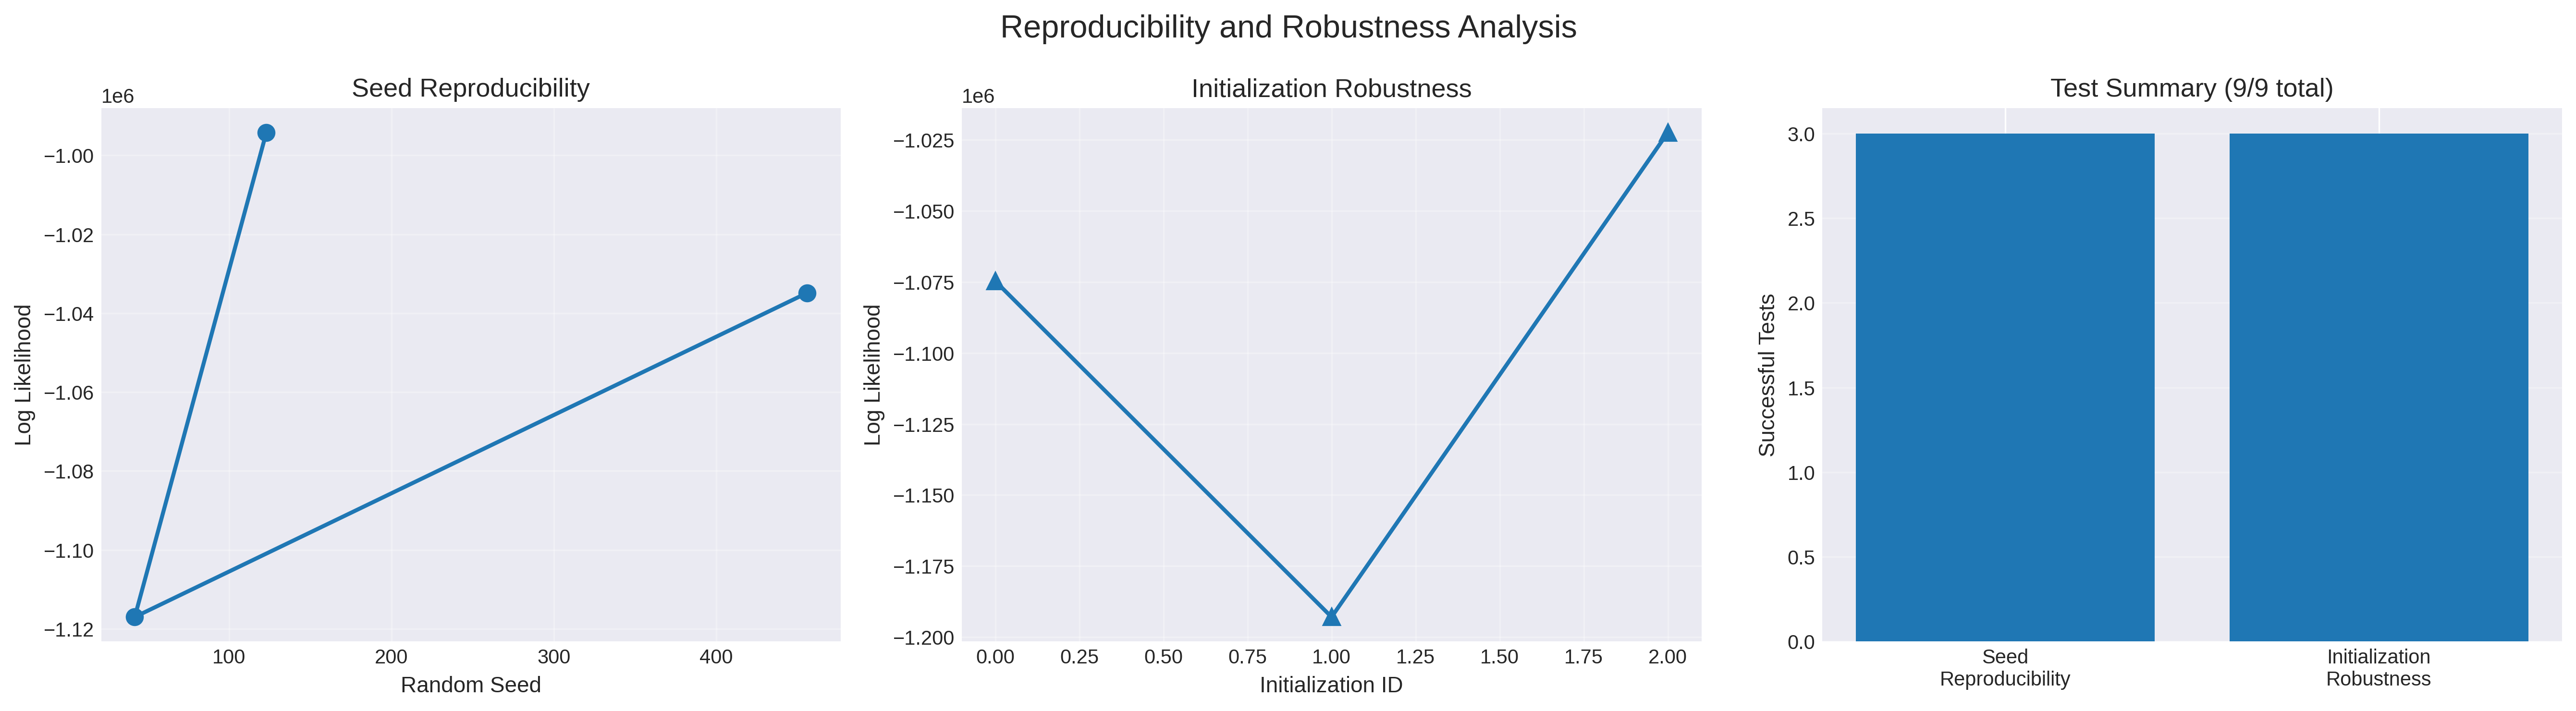 Reproducibility and Robustness Analysis
Seed Reproducibility
1e6
−1.00
−1.02
−1.04
−1.06
−1.08
−1.10
−1.12
Log Likelihood
100 200 300 400
Random Seed
Initialization Robustness
1e6
−1.025
−1.050
−1.075
−1.100
−1.125
−1.150
−1.175
−1.200
Log Likelihood
0.00 0.25 0.50 0.75 1.00 1.25 1.50 1.75 2.00
Initialization ID
Test Summary (9/9 total)
3.0
2.5
2.0
1.5
1.0
0.5
0.0
Successful Tests
Seed
Reproducibility
Initialization
Robustness